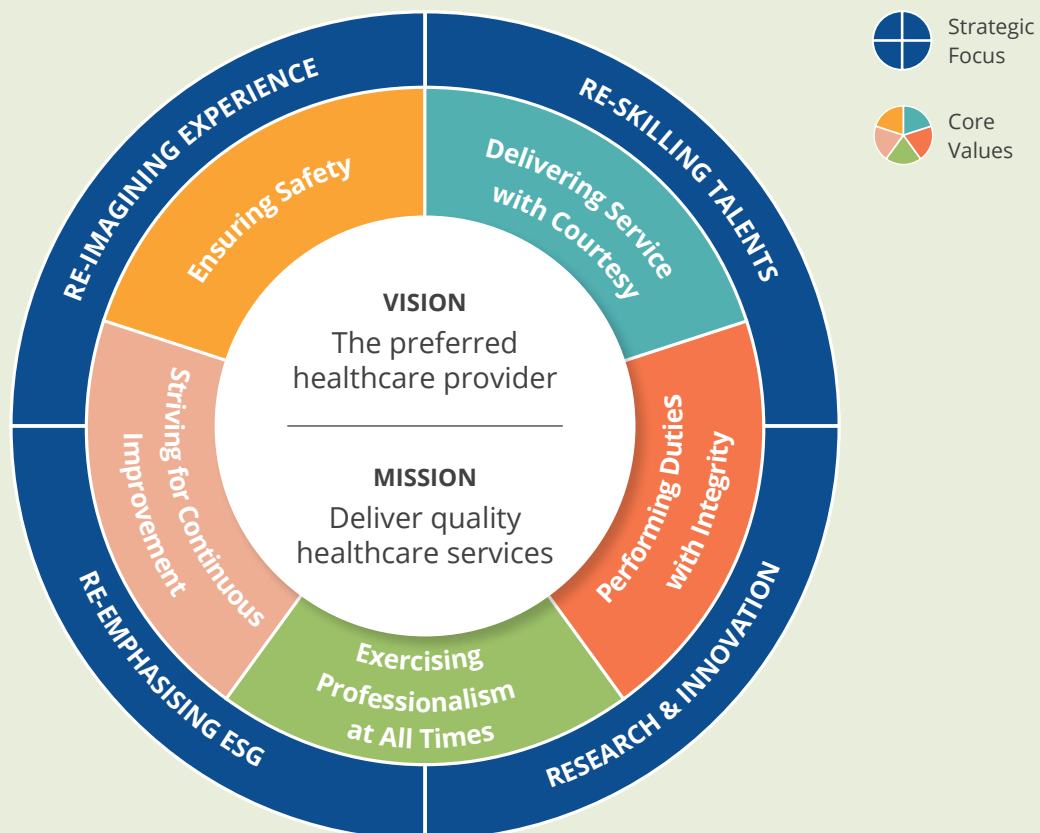 RE-IMAGINING EXPERIENCE
RE-SKILLING TALENTS
Strategic
Focus
Core
Values
Ensuring Safety
Delivering Service
with Courtesy
VISION
The preferred
healthcare provider
MISSION
Deliver quality
healthcare services
Striving for Continuous
Improvement
Performing Duties
with Integrity
Exercising
Professionalism
at All Times
RE-EMPHASISING ESG
RESEARCH & INNOVATION